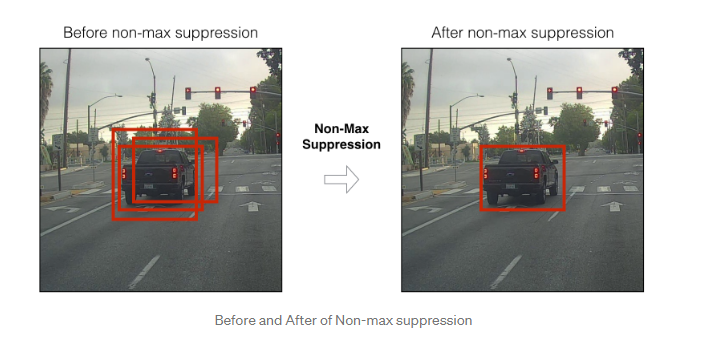 Before non-max suppression
After non-max suppression
Non-Max
Suppression
Before and After of Non-max suppression